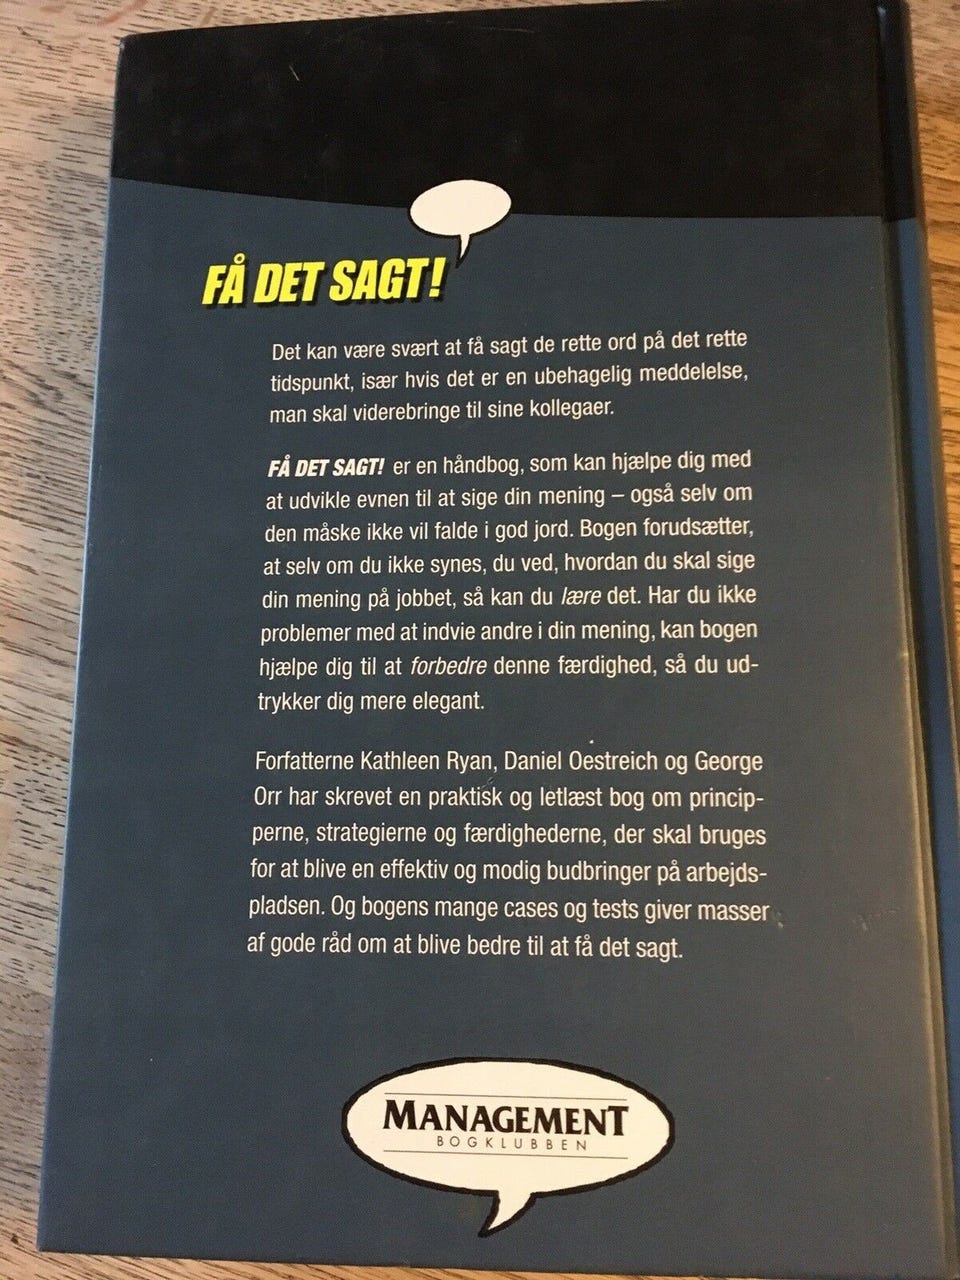 FÅ DET SAGT!
Det kan være svært at få sagt de rette ord på det rette
tidspunkt, især hvis det er en ubehagelig meddelelse,
man skal viderebringe til sine kollegaer.
FÅ DET SAGT! er en håndbog, som kan hjælpe dig med
at udvikle evnen til at sige din mening – også selv om
den måske ikke vil falde i god jord. Bogen forudsætter,
at selv om du ikke synes, du ved, hvordan du skal sige
din mening på jobbet, så kan du lære det. Har du ikke
problemer med at indvie andre i din mening, kan bogen
hjælpe dig til at forbedre denne færdighed, så du ud-
trykker dig mere elegant.
Forfatterne Kathleen Ryan, Daniel Oestreich og George
Orr har skrevet en praktisk og letlæst bog om princip-
perne, strategierne og færdighederne, der skal bruges
for at blive en effektiv og modig budbringer på arbejds-
pladsen. Og bogens mange cases og tests giver masser
af gode råd om at blive bedre til at få det sagt.
MANAGEMENT
BOGKLUBBEN